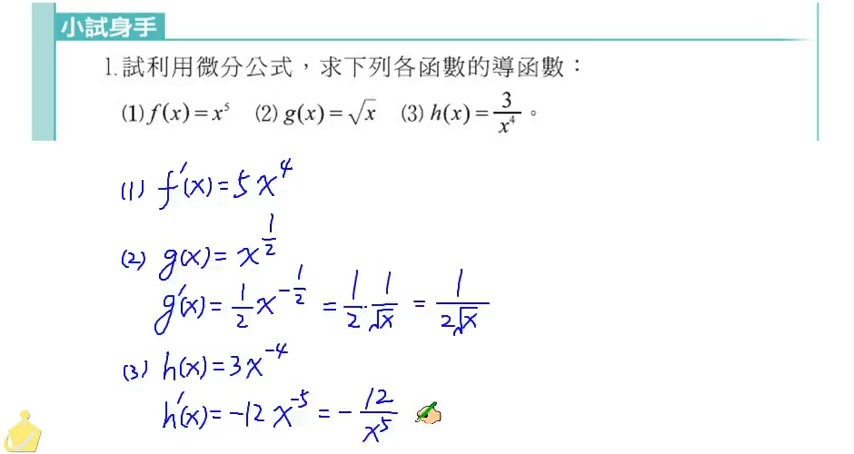 小試身手
1.試利用微分公式,求下列各函數的導函數:
(1) f(x)=x⁵ (2) g(x)=√x (3) h(x)=3/x⁴。
(1) f'(x)=5x⁴
(2) g(x)=x^(1/2)
g'(x)=1/2 x^(-1/2) = 1/2·1/√x = 1/(2√x)
(3) h(x)=3x⁻⁴
h'(x)=-12x⁻⁵=-12/x⁵